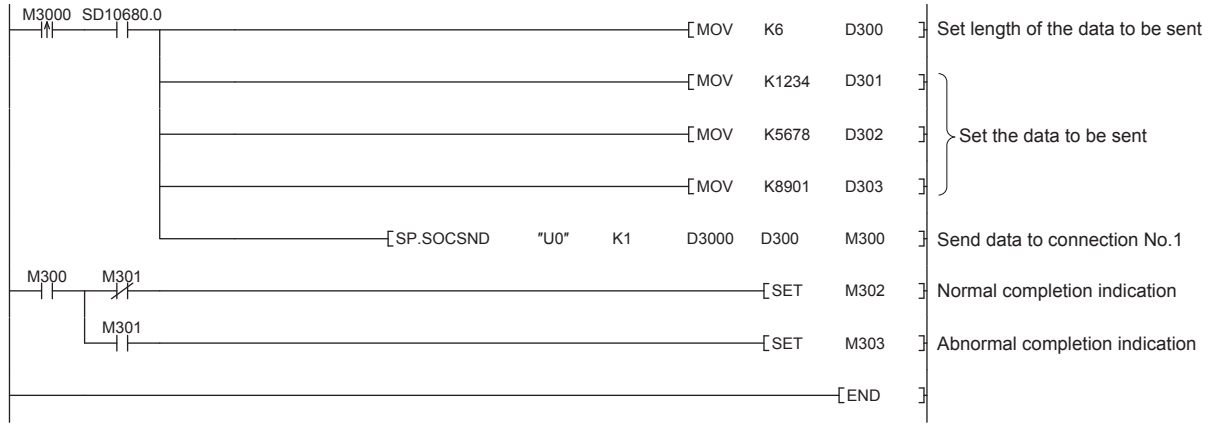 M3000 SD10680.0
MOV K6 D300 Set length of the data to be sent
MOV K1234 D301
MOV K5678 D302 Set the data to be sent
MOV K8901 D303
SP.SOCSND "U0" K1 D3000 D300 M300 Send data to connection No.1
M300 M301
SET M302 Normal completion indication
M301
SET M303 Abnormal completion indication
END